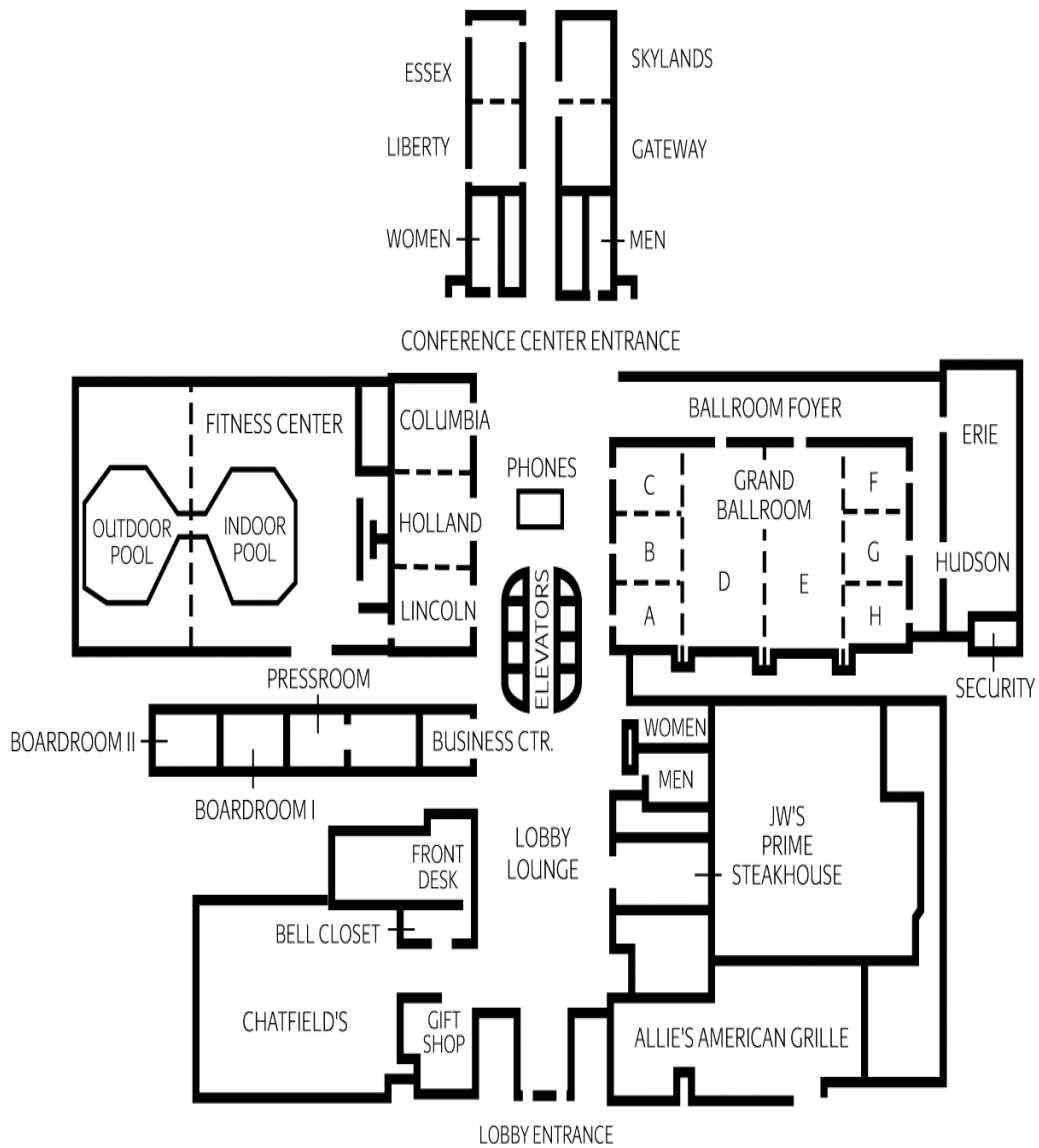 ESSEX
SKYLANDS
LIBERTY
GATEWAY
WOMEN
MEN
CONFERENCE CENTER ENTRANCE
FITNESS CENTER
COLUMBIA
BALLROOM FOYER
ERIE
PHONES
C
GRAND
BALLROOM
F
OUTDOOR
POOL
INDOOR
POOL
HOLLAND
B
G
HUDSON
D
E
LINCOLN
ELEVATORS
A
H
PRESSROOM
SECURITY
BOARDROOM II
BUSINESS CTR.
WOMEN
MEN
BOARDROOM I
LOBBY
LOUNGE
JW'S
PRIME
STEAKHOUSE
FRONT
DESK
BELL CLOSET
CHATFIELD'S
GIFT
SHOP
ALLIE'S AMERICAN GRILLE
LOBBY ENTRANCE